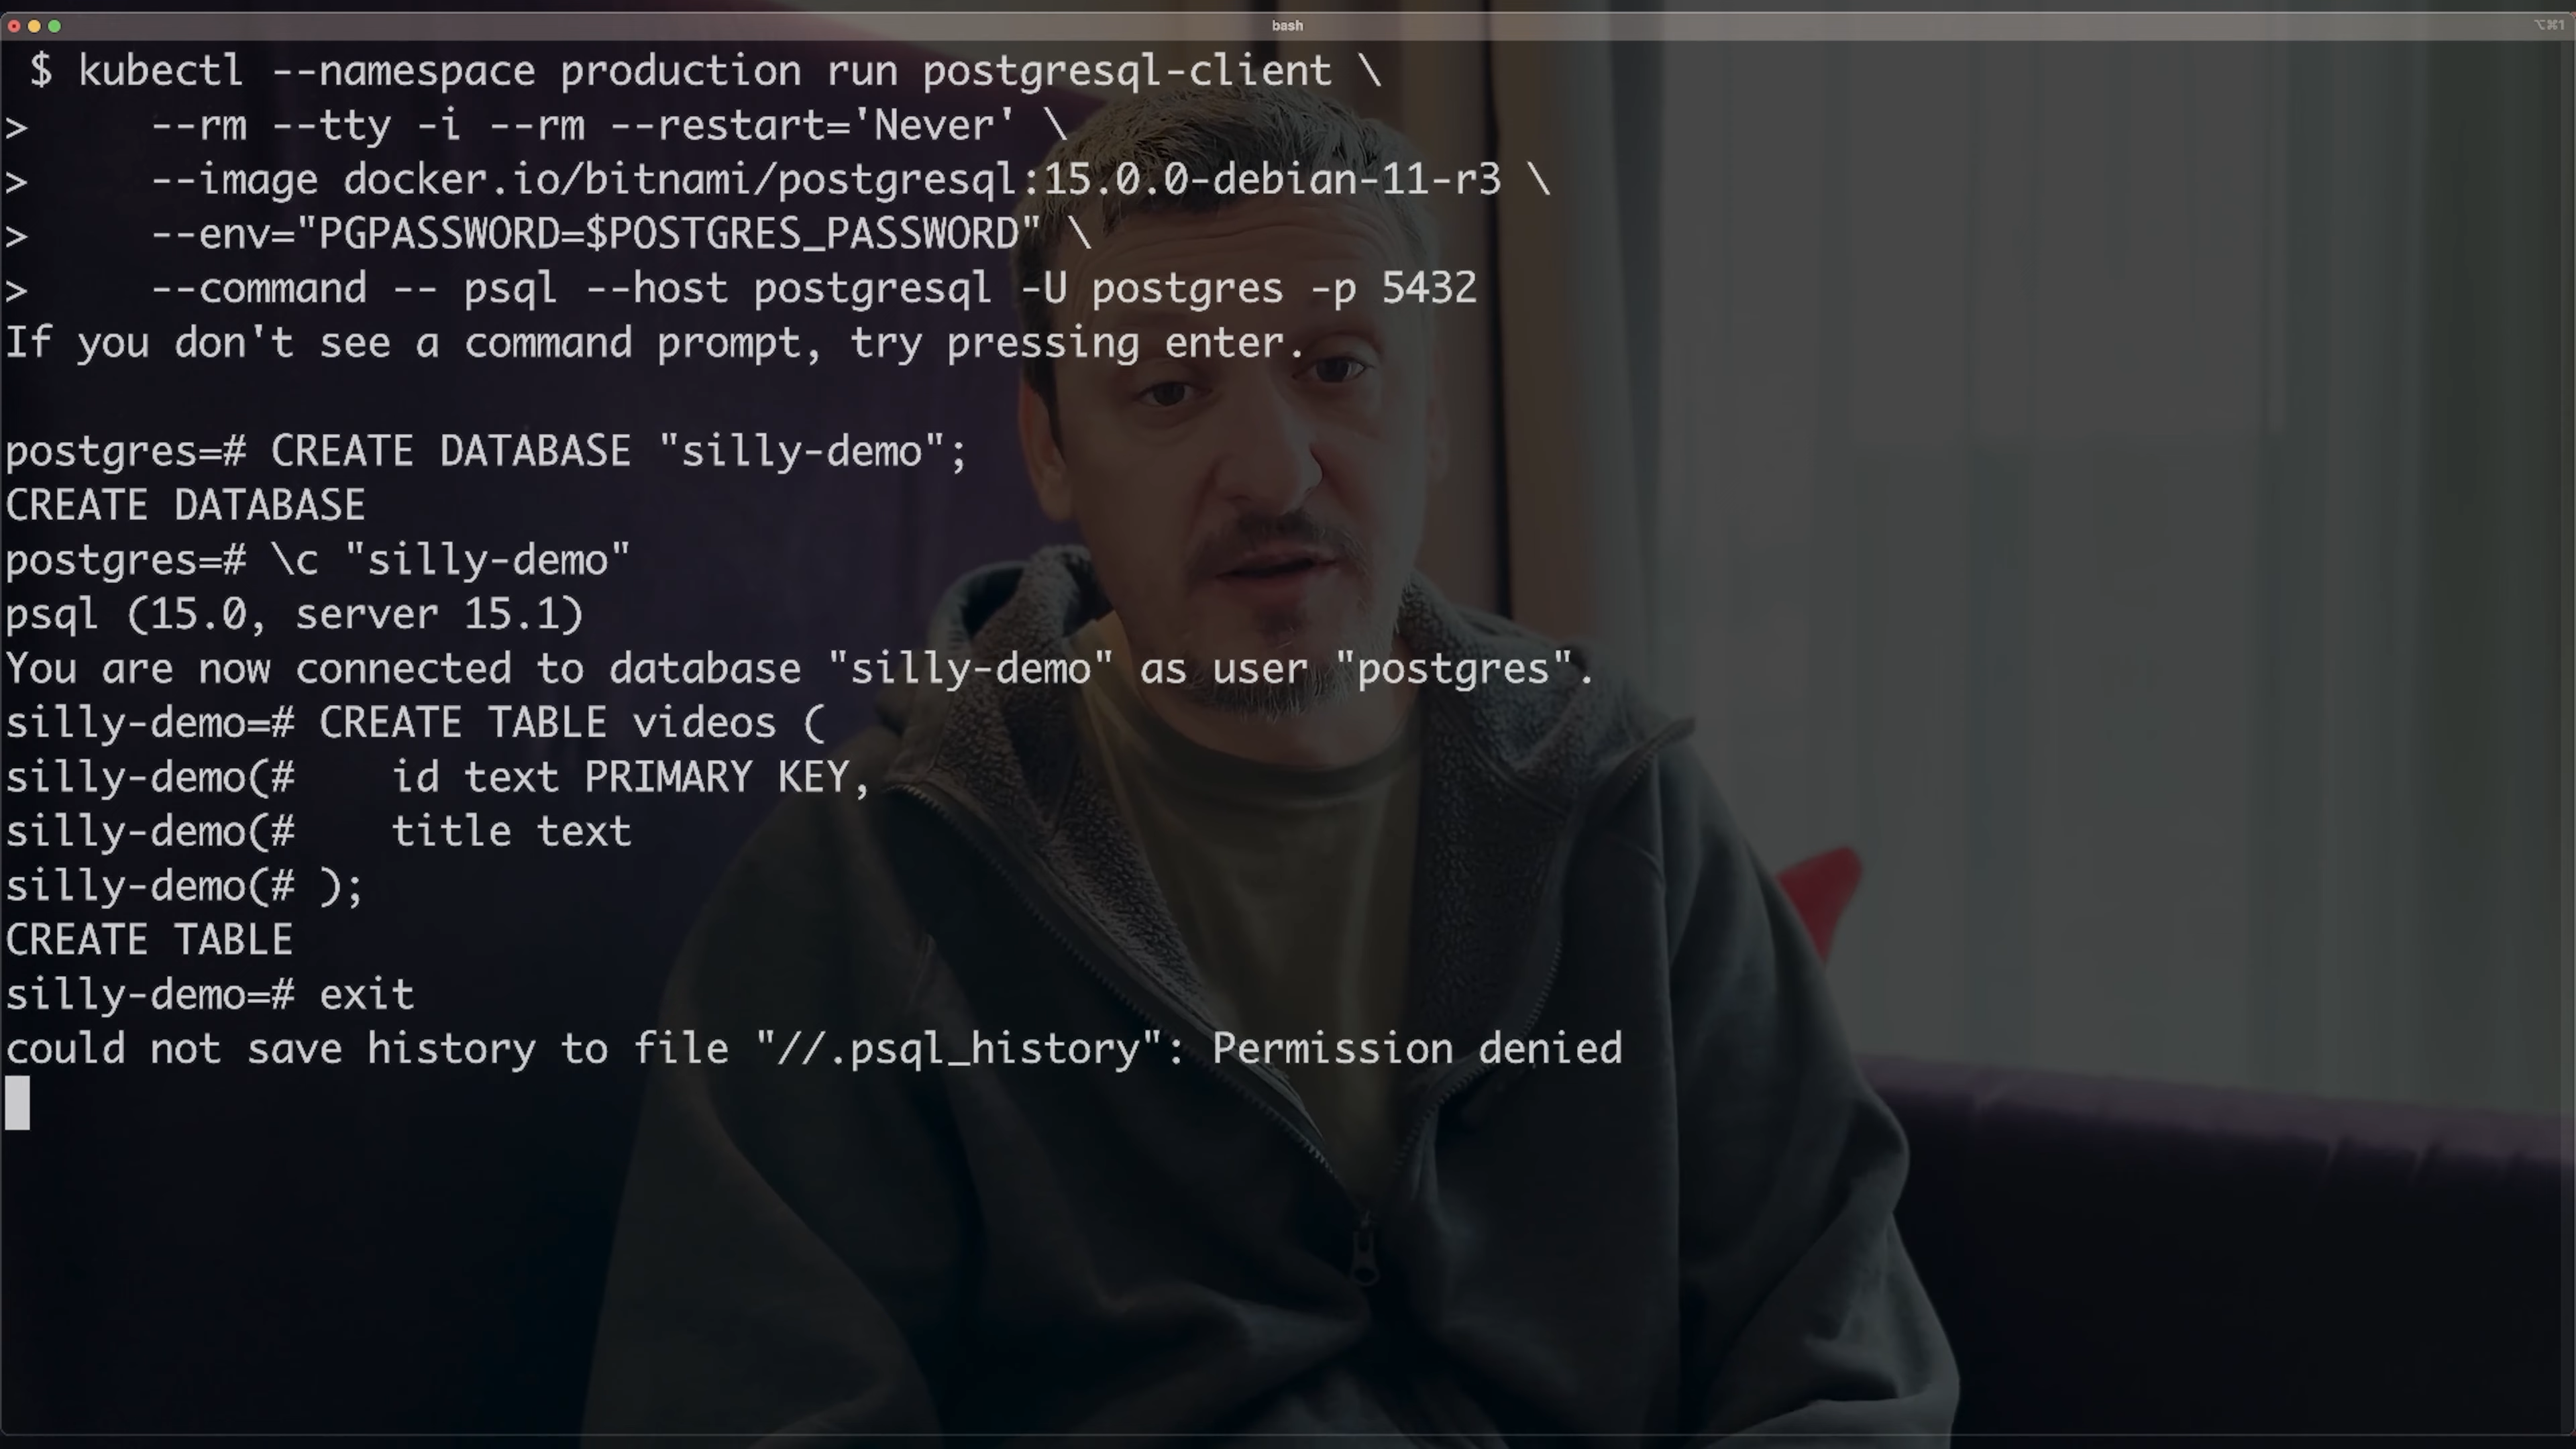 bash
⌥⌘1
$ kubectl --namespace production run postgresql-client \
> --rm --tty -i --rm --restart='Never' \
> --image docker.io/bitnami/postgresql:15.0.0-debian-11-r3 \
> --env="PGPASSWORD=$POSTGRES_PASSWORD" \
> --command -- psql --host postgresql -U postgres -p 5432
If you don't see a command prompt, try pressing enter.
postgres=# CREATE DATABASE "silly-demo";
CREATE DATABASE
postgres=# \c "silly-demo"
psql (15.0, server 15.1)
You are now connected to database "silly-demo" as user "postgres".
silly-demo=# CREATE TABLE videos (
silly-demo(# id text PRIMARY KEY,
silly-demo(# title text
silly-demo(# );
CREATE TABLE
silly-demo=# exit
could not save history to file "//.psql_history": Permission denied